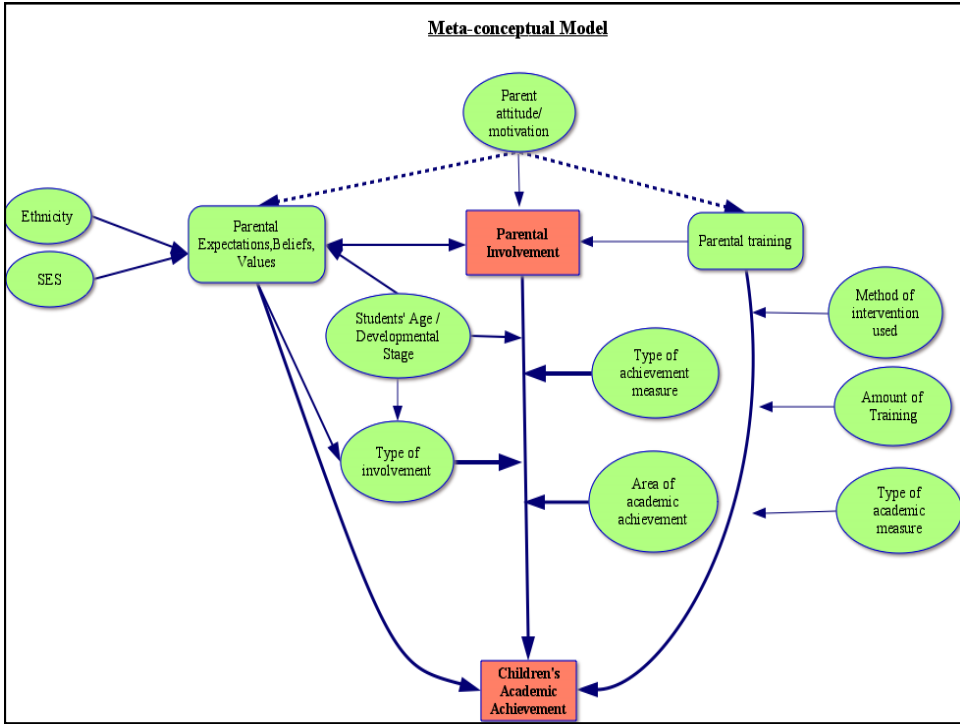 Meta-conceptual Model
Parent
attitude/
motivation
Ethnicity
SES
Parental
Expectations,Beliefs,
Values
Parental
Involvement
Parental training
Students' Age /
Developmental
Stage
Method of
intervention
used
Type of
achievement
measure
Amount of
Training
Type of
involvement
Area of
academic
achievement
Type of
academic
measure
Children's
Academic
Achievement